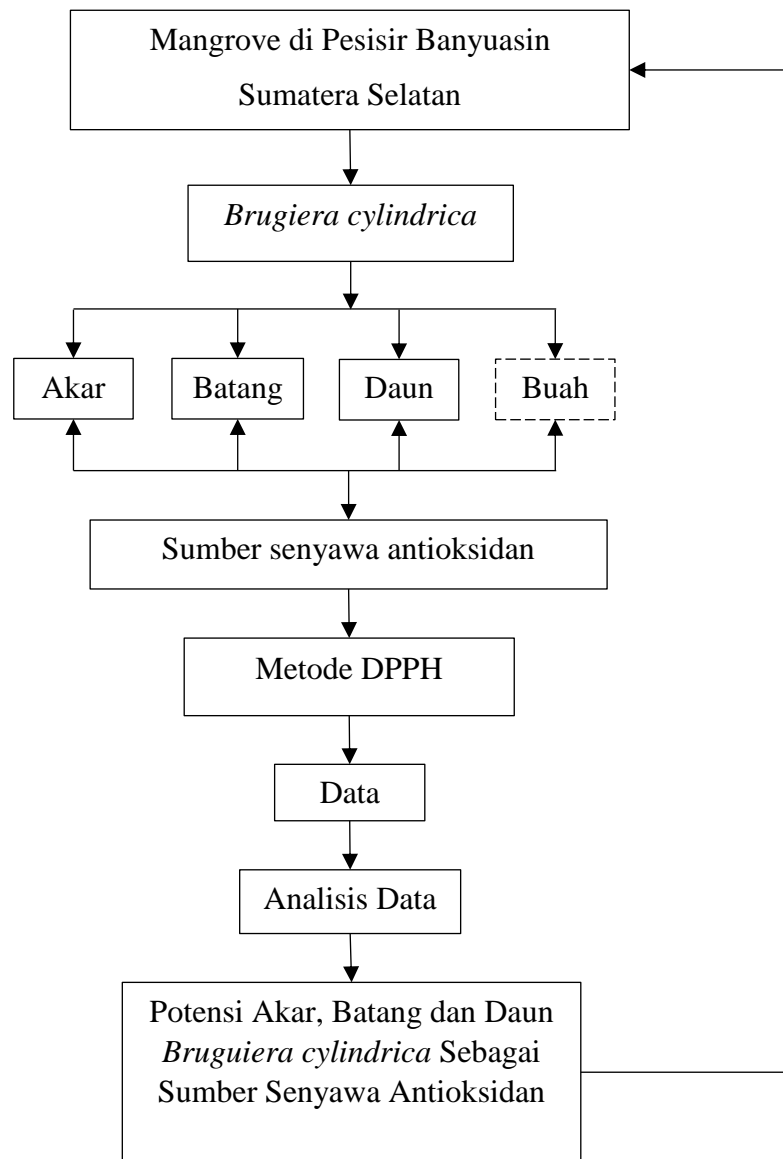 Mangrove di Pesisir Banyuasin
Sumatera Selatan
Brugiera cylindrica
Akar
Batang
Daun
Buah
Sumber senyawa antioksidan
Metode DPPH
Data
Analisis Data
Potensi Akar, Batang dan Daun
Bruguiera cylindrica Sebagai
Sumber Senyawa Antioksidan